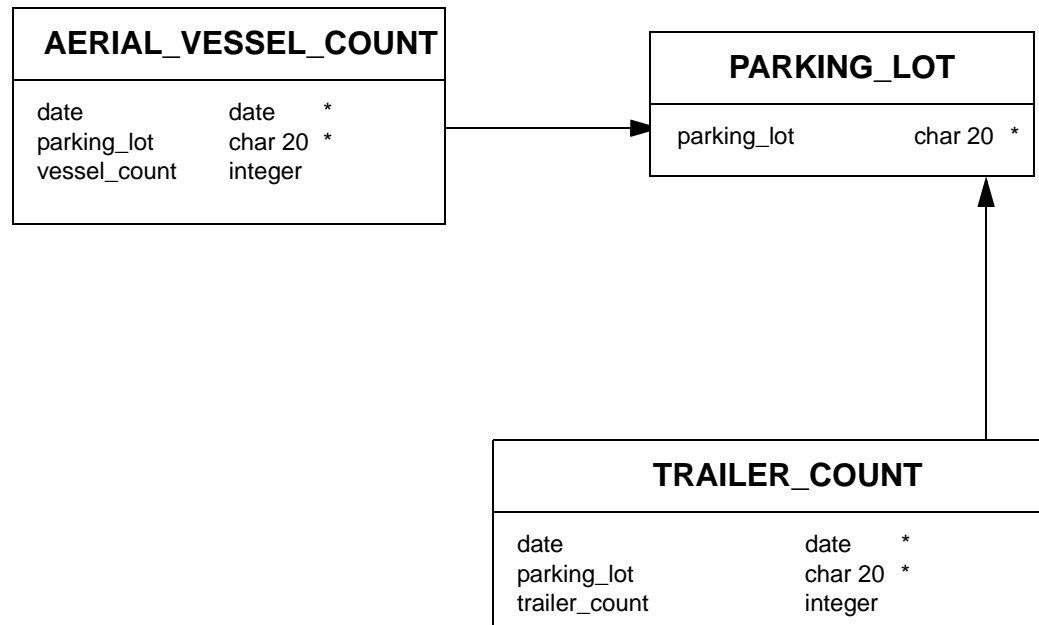 AERIAL_VESSEL_COUNT
date date *
parking_lot char 20 *
vessel_count integer
PARKING_LOT
parking_lot char 20 *
TRAILER_COUNT
date date *
parking_lot char 20 *
trailer_count integer